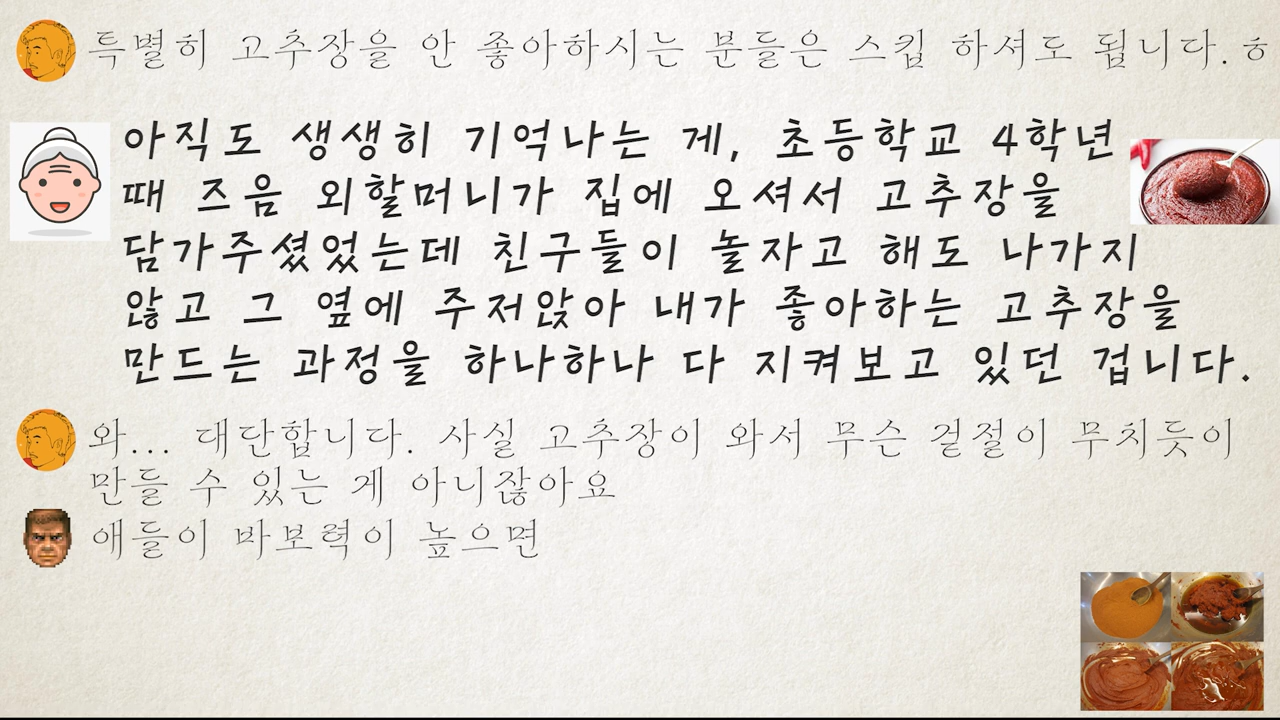 특별히 고추장을 안 좋아하시는 분들은 스킵 하셔도 됩니다. ㅎ
아직도 생생히 기억나는 게, 초등학교 4학년
때 즈음 외할머니가 집에 오셔서 고추장을
담가주셨었는데 친구들이 놀자고 해도 나가지
않고 그 옆에 주저앉아 내가 좋아하는 고추장을
만드는 과정을 하나하나 다 지켜보고 있던 겁니다.
와... 대단합니다. 사실 고추장이 와서 무슨 겉절이 무치듯이
만들 수 있는 게 아니잖아요
애들이 바보력이 높으면